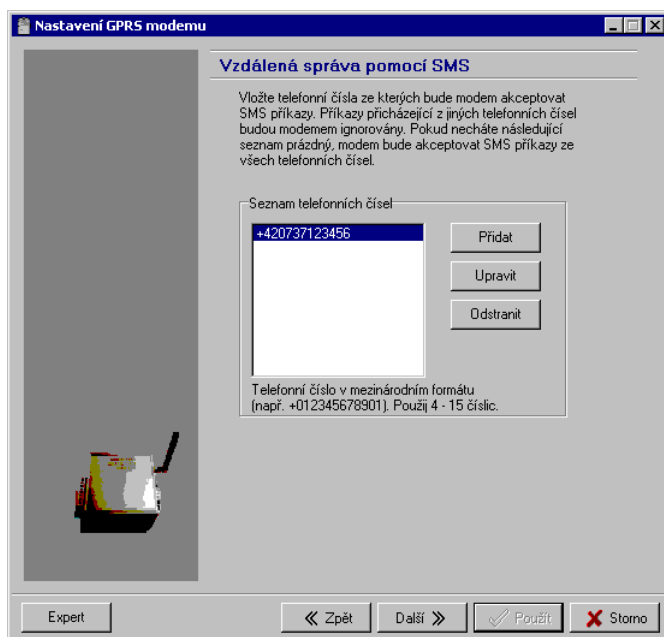 Nastavení GPRS modemu
Vzdálená správa pomocí SMS
Vložte telefonní čísla ze kterých bude modem akceptovat
SMS příkazy. Příkazy přicházející z jiných telefonních čísel
budou modemem ignorovány. Pokud necháte následující
seznam prázdný, modem bude akceptovat SMS příkazy ze
všech telefonních čísel.
Seznam telefonních čísel
+420737123456
Přidat
Upravit
Odstranit
Telefonní číslo v mezinárodním formátu
(např. +012345678901). Použij 4 - 15 číslic.
Expert
Zpět
Další
Použít
Storno